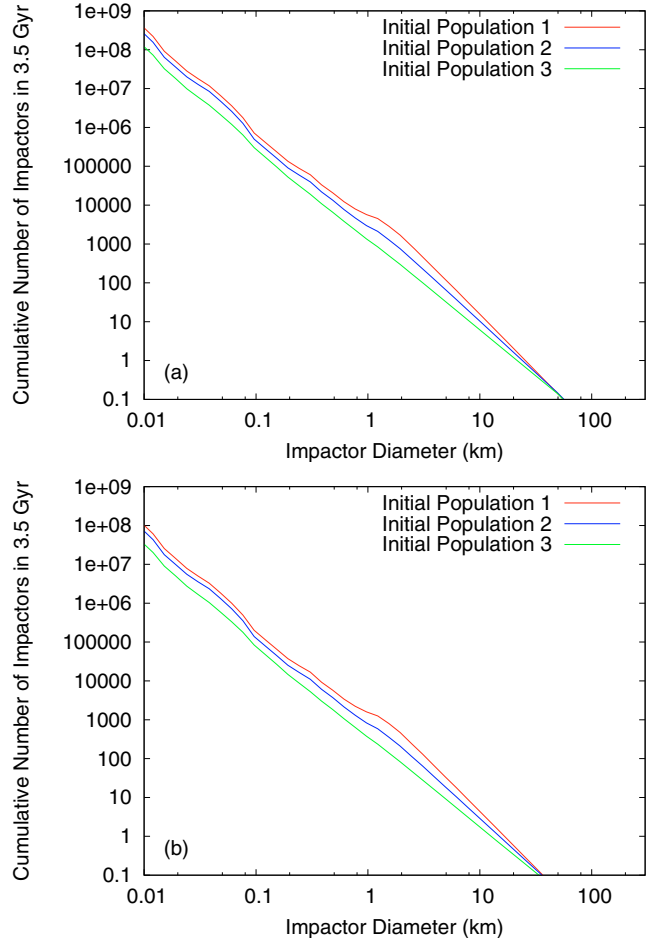 Cumulative Number of Impactors in 3.5 Gyr
1e+09
1e+08
1e+07
1e+06
100000
10000
1000
100
10
1
0.1
Initial Population 1
Initial Population 2
Initial Population 3
(a)
0.01 0.1 1 10 100
Impactor Diameter (km)
Cumulative Number of Impactors in 3.5 Gyr
1e+09
1e+08
1e+07
1e+06
100000
10000
1000
100
10
1
0.1
Initial Population 1
Initial Population 2
Initial Population 3
(b)
0.01 0.1 1 10 100
Impactor Diameter (km)